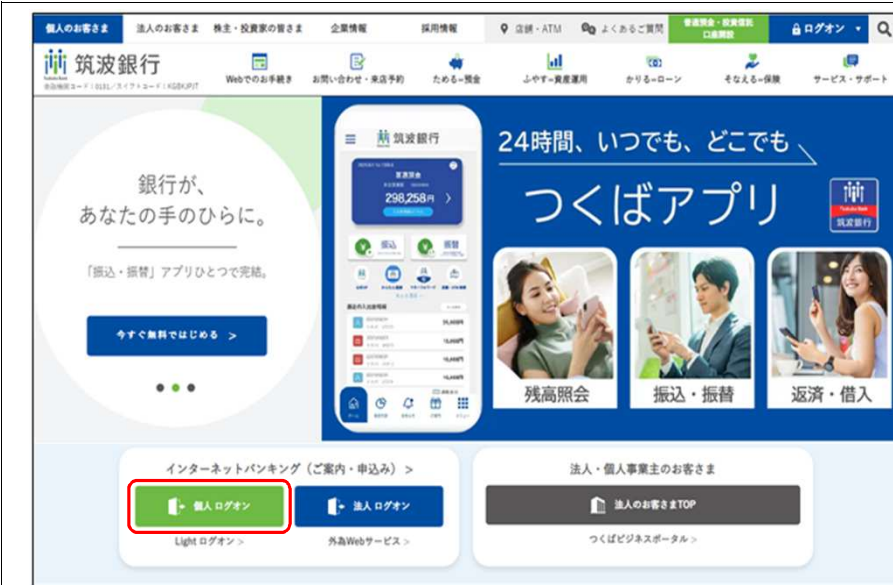 個人のお客さま
法人のお客さま
株主・投資家の皆さま
企業情報
採用情報
店舗・ATM
よくあるご質問
普通預金・投資信託
口座開設
ログオン
筑波銀行
Webでのお手続き
お問い合わせ・来店予約
ためる=預金
ふやす=資産運用
かりる=ローン
そなえる=保険
サービス・サポート
銀行が、
あなたの手のひらに。
「振込・振替」アプリひとつで完結。
今すぐ無料ではじめる >
筑波銀行
普通預金
298,258円
振込
振替
24時間、いつでも、どこでも
つくばアプリ
筑波銀行
残高照会
振込・振替
返済・借入
インターネットバンキング（ご案内・申込み）>
個人 ログオン
法人 ログオン
Light ログオン >
外為Webサービス >
法人・個人事業主のお客さま
法人のお客さまTOP
つくばビジネスポータル >